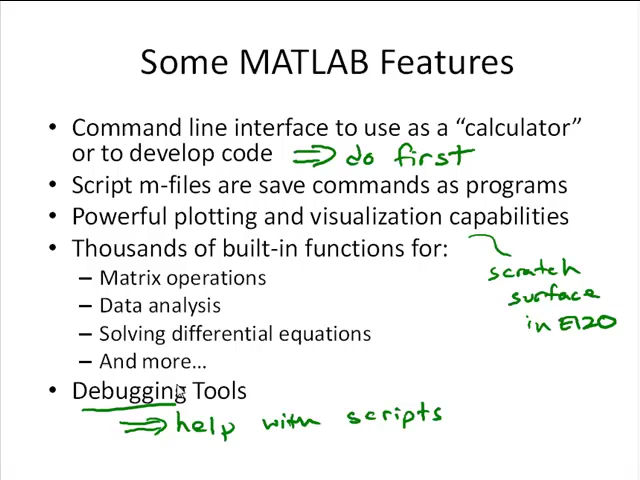 Some MATLAB Features
• Command line interface to use as a “calculator”
or to develop code ⇒ do first
• Script m-files are save commands as programs
• Powerful plotting and visualization capabilities
• Thousands of built-in functions for:
– Matrix operations
– Data analysis
– Solving differential equations
– And more...
scratch
surface
in E120
• Debugging Tools
⇒ help with scripts